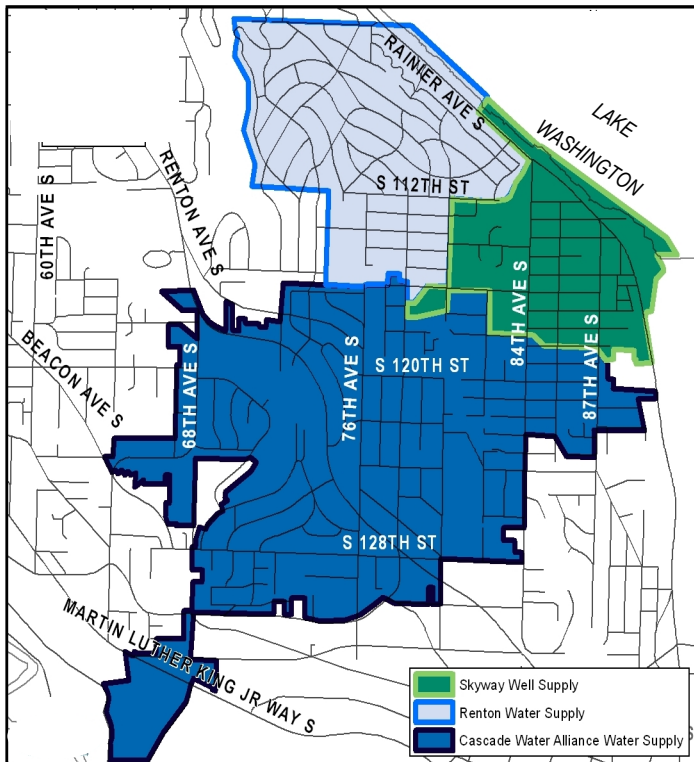 RAINIER AVE S
LAKE
WASHINGTON
RENTON AVE S
S 112TH ST
60TH AVE S
84TH AVE S
BEACON AVE S
76TH AVE S
S 120TH ST
87TH AVE S
68TH AVE S
S 128TH ST
MARTIN LUTHER KING JR WAY S
Skyway Well Supply
Renton Water Supply
Cascade Water Alliance Water Supply